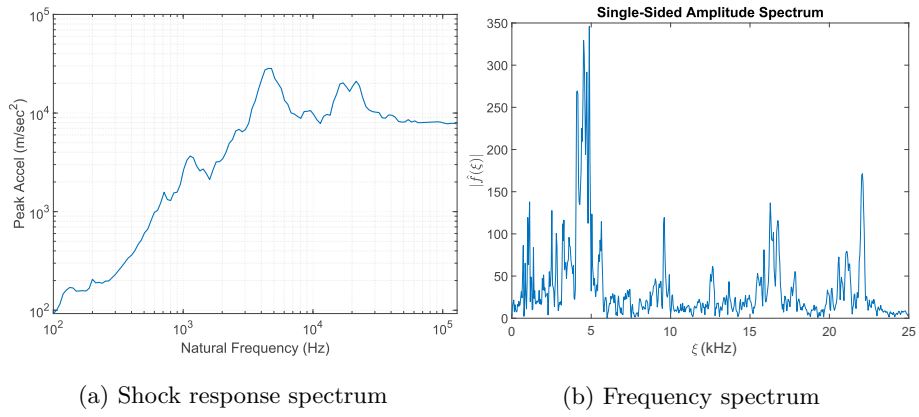 Single-Sided Amplitude Spectrum
10^5
10^4
10^3
10^2
Peak Accel (m/sec^2)
10^2 10^3 10^4 10^5
Natural Frequency (Hz)
350
300
250
200
150
100
50
0
|f̂(ξ)|
0 5 10 15 20 25
ξ (kHz)
(a) Shock response spectrum
(b) Frequency spectrum